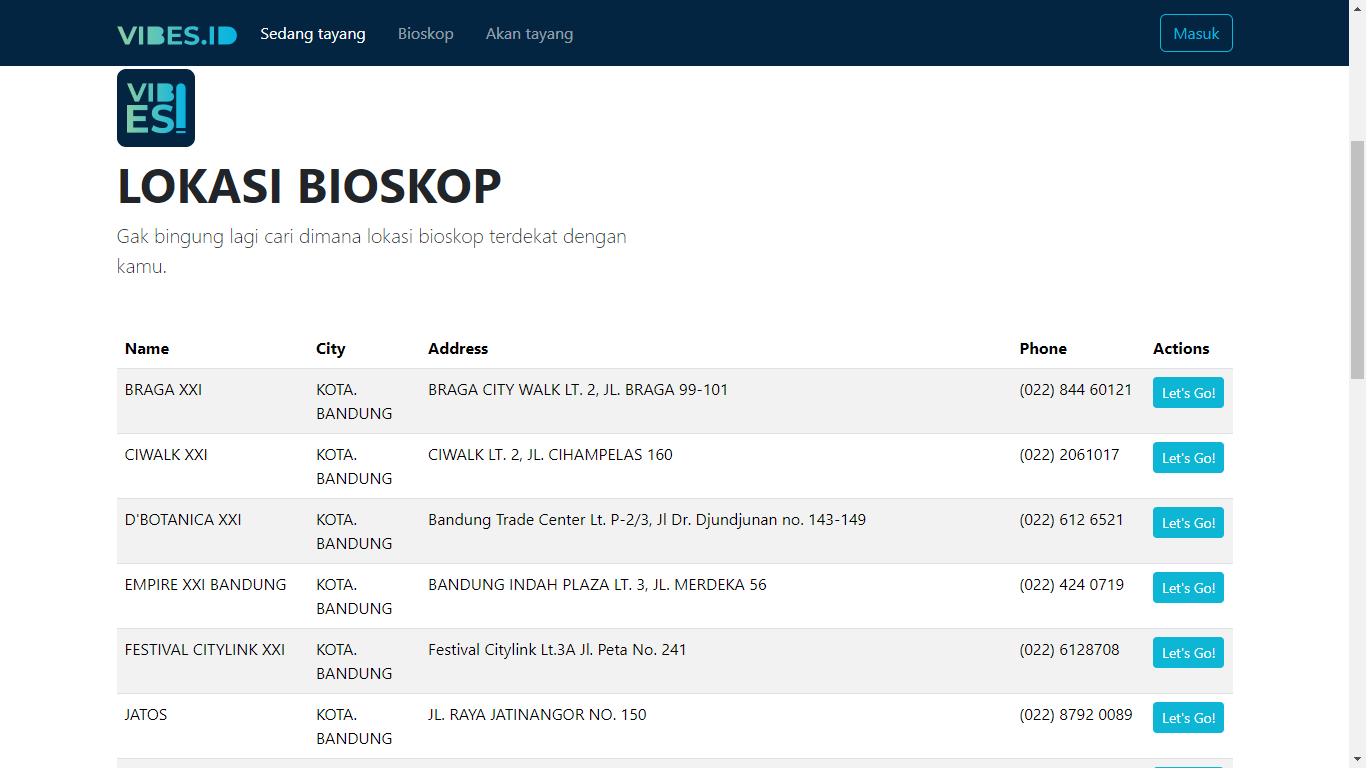 VIBES.ID Sedang tayang Bioskop Akan tayang Masuk
VIB
ES!
LOKASI BIOSKOP
Gak bingung lagi cari dimana lokasi bioskop terdekat dengan
kamu.
Name City Address Phone Actions
BRAGA XXI KOTA. BRAGA CITY WALK LT. 2, JL. BRAGA 99-101 (022) 844 60121 Let's Go!
BANDUNG
CIWALK XXI KOTA. CIWALK LT. 2, JL. CIHAMPELAS 160 (022) 2061017 Let's Go!
BANDUNG
D'BOTANICA XXI KOTA. Bandung Trade Center Lt. P-2/3, Jl Dr. Djundjunan no. 143-149 (022) 612 6521 Let's Go!
BANDUNG
EMPIRE XXI BANDUNG KOTA. BANDUNG INDAH PLAZA LT. 3, JL. MERDEKA 56 (022) 424 0719 Let's Go!
BANDUNG
FESTIVAL CITYLINK XXI KOTA. Festival Citylink Lt.3A Jl. Peta No. 241 (022) 6128708 Let's Go!
BANDUNG
JATOS KOTA. JL. RAYA JATINANGOR NO. 150 (022) 8792 0089 Let's Go!
BANDUNG